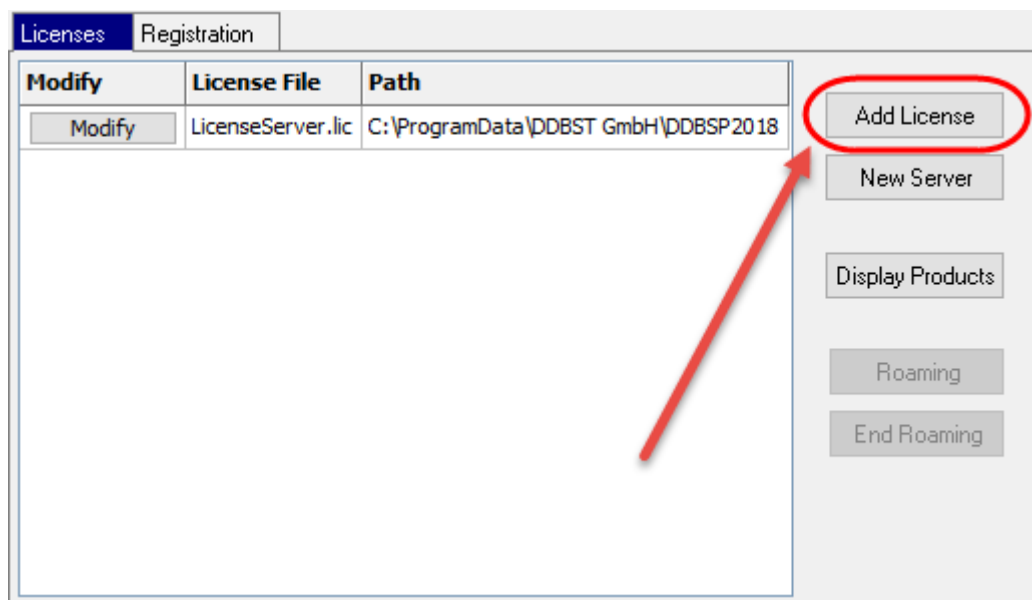 Licenses Registration
Modify License File Path
Modify LicenseServer.lic C:\ProgramData\DDBST GmbH\DDBSP2018
Add License
New Server
Display Products
Roaming
End Roaming